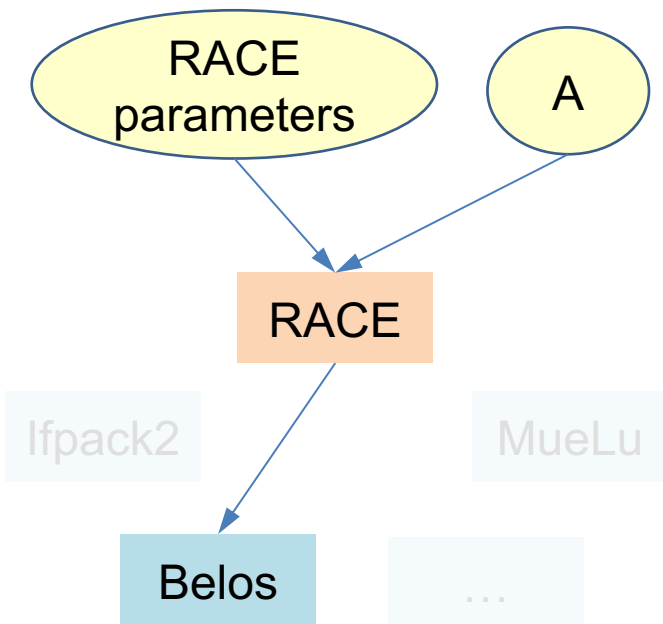 RACE
parameters
A
RACE
Ifpack2
MueLu
Belos
...